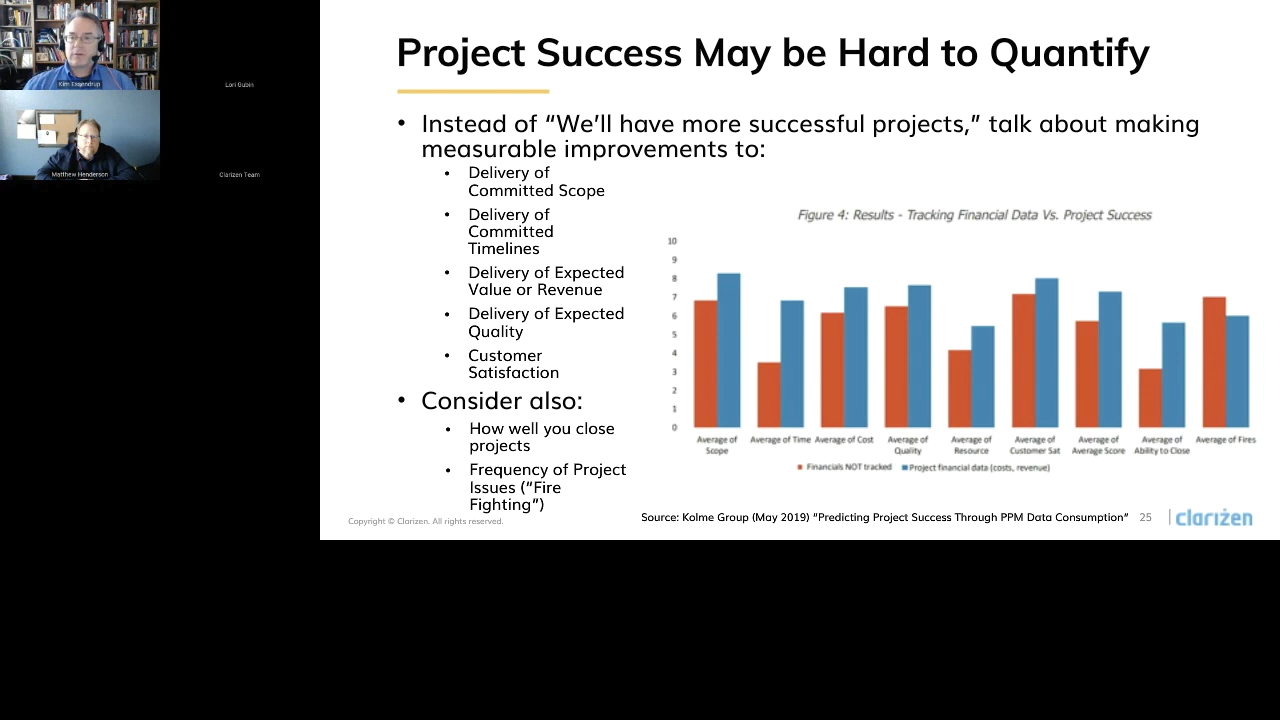 Kim Essendrup
Lori Gubin
Matthew Henderson
Clarizen Team
Project Success May be Hard to Quantify
• Instead of “We’ll have more successful projects,” talk about making
measurable improvements to:
• Delivery of
Committed Scope
• Delivery of
Committed
Timelines
• Delivery of Expected
Value or Revenue
• Delivery of Expected
Quality
• Customer
Satisfaction
• Consider also:
• How well you close
projects
• Frequency of Project
Issues (“Fire
Fighting”)
Figure 4: Results - Tracking Financial Data Vs. Project Success
10
9
8
7
6
5
4
3
2
1
0
Average of
Scope
Average of Time
Average of Cost
Average of
Quality
Average of
Resource
Average of
Customer Sat
Average of
Average Score
Average of
Ability to Close
Average of Fires
Financials NOT tracked
Project financial data (costs, revenue)
Copyright © Clarizen. All rights reserved.
Source: Kolme Group (May 2019) “Predicting Project Success Through PPM Data Consumption”
25
clarizen